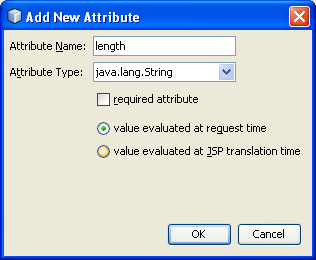 Add New Attribute
Attribute Name: length
Attribute Type: java.lang.String
required attribute
value evaluated at request time
value evaluated at JSP translation time
OK Cancel